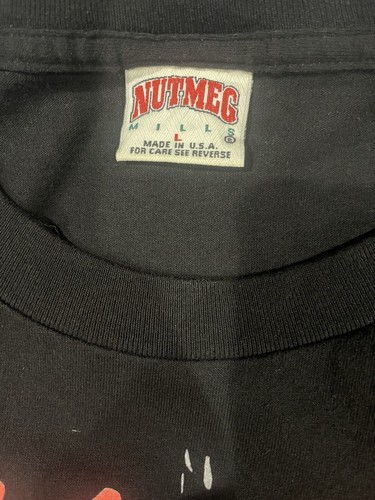 NUTMEG
MILLS
L ®
MADE IN U.S.A.
FOR CARE SEE REVERSE